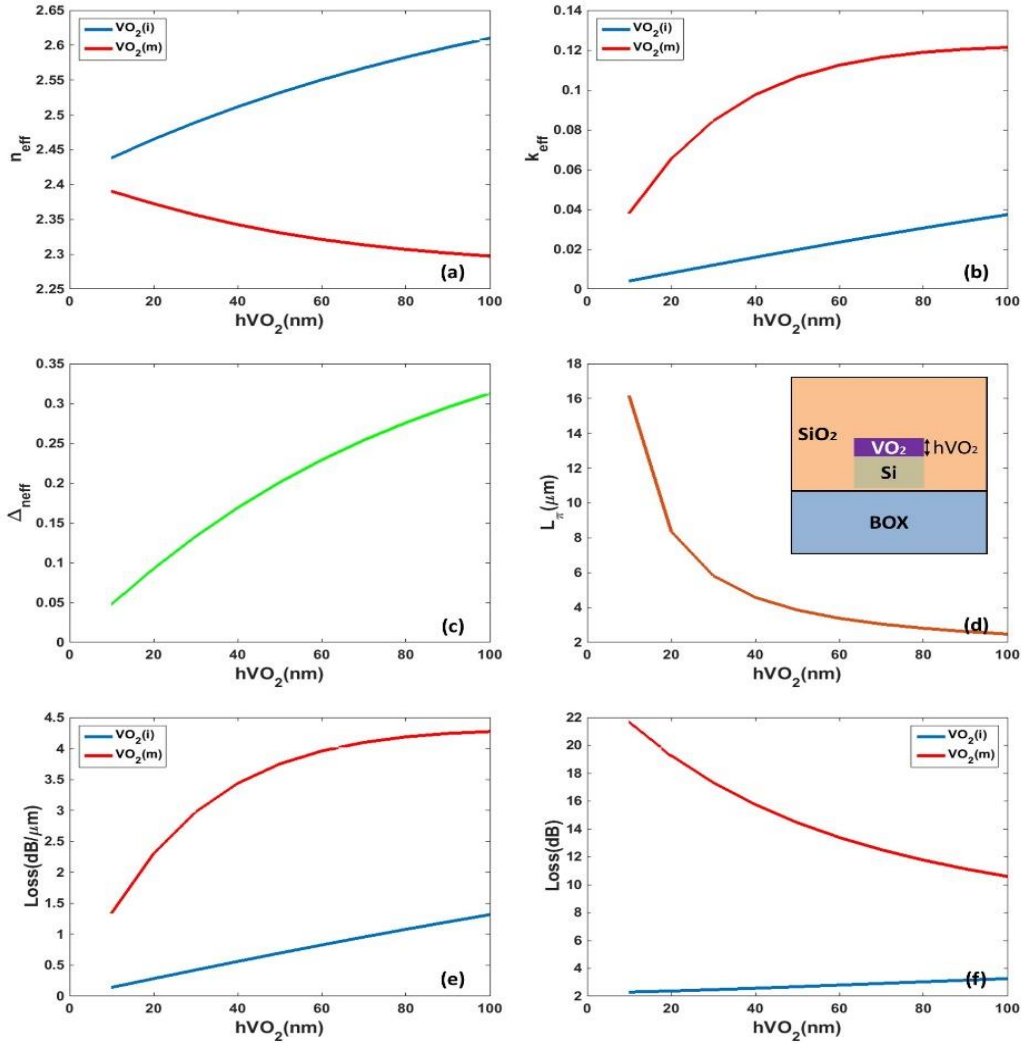 2.65
2.6
2.55
2.5
2.45
2.4
2.35
2.3
2.25
n_eff
VO₂(i)
VO₂(m)
0 20 40 60 80 100
hVO₂(nm)
(a)
0.14
0.12
0.1
0.08
0.06
0.04
0.02
0
k_eff
VO₂(i)
VO₂(m)
0 20 40 60 80 100
hVO₂(nm)
(b)
0.35
0.3
0.25
0.2
0.15
0.1
0.05
0
Δ_neff
0 20 40 60 80 100
hVO₂(nm)
(c)
18
16
14
12
10
8
6
4
2
L_π(μm)
SiO₂
VO₂
hVO₂
Si
BOX
0 20 40 60 80 100
hVO₂(nm)
(d)
4.5
4
3.5
3
2.5
2
1.5
1
0.5
0
Loss(dB/μm)
VO₂(i)
VO₂(m)
0 20 40 60 80 100
hVO₂(nm)
(e)
22
20
18
16
14
12
10
8
6
4
2
Loss(dB)
VO₂(i)
VO₂(m)
0 20 40 60 80 100
hVO₂(nm)
(f)